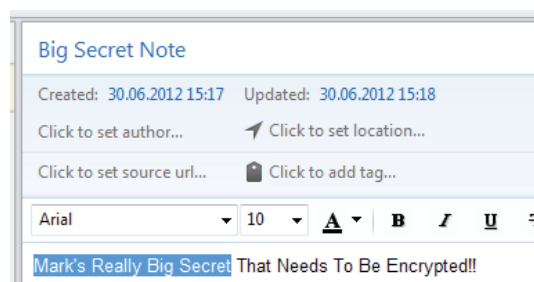 Big Secret Note
Created: 30.06.2012 15:17 Updated: 30.06.2012 15:18
Click to set author... Click to set location...
Click to set source url... Click to add tag...
Arial 10 A B I U
Mark's Really Big Secret That Needs To Be Encrypted!!